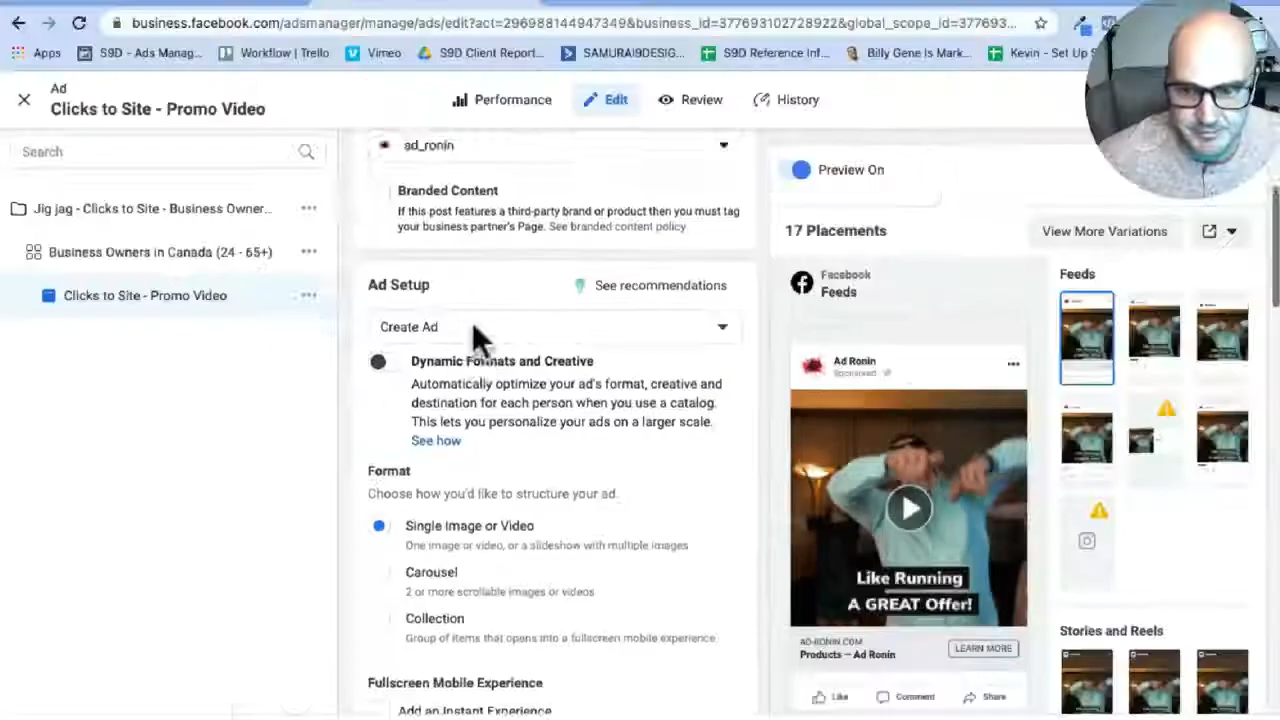 business.facebook.com/adsmanager/manage/ads/edit?act=296988144947349&business_id=377693102728922&global_scope_id=377693...
Apps
S9D - Ads Manag...
Workflow | Trello
Vimeo
S9D Client Report...
SAMURAI9DESIG...
S9D Reference Inf...
Billy Gene Is Mark...
Kevin - Set Up S
Ad
Clicks to Site - Promo Video
Performance
Edit
Review
History
Search
Jig jag - Clicks to Site - Business Owner...
Business Owners in Canada (24 - 65+)
Clicks to Site - Promo Video
ad_ronin
Branded Content
If this post features a third-party brand or product then you must tag
your business partner's Page. See branded content policy
Ad Setup
See recommendations
Create Ad
Dynamic Formats and Creative
Automatically optimize your ad's format, creative and
destination for each person when you use a catalog.
This lets you personalize your ads on a larger scale.
See how
Format
Choose how you'd like to structure your ad.
Single Image or Video
One image or video, or a slideshow with multiple images
Carousel
2 or more scrollable images or videos
Collection
Group of items that opens into a fullscreen mobile experience
Fullscreen Mobile Experience
Add an Instant Experience
Preview On
17 Placements
View More Variations
Facebook
Feeds
Ad Ronin
Sponsored
Like Running
A GREAT Offer!
AD-RONIN.COM
Products – Ad Ronin
LEARN MORE
Like
Comment
Share
Feeds
Stories and Reels